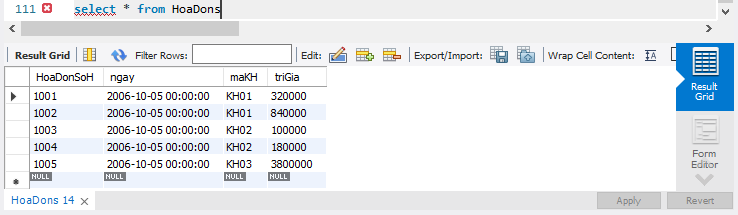 111 select * from HoaDons
Result Grid Filter Rows: Edit: Export/Import: Wrap Cell Content:
HoaDonSoH ngay maKH triGia
1001 2006-10-05 00:00:00 KH01 320000
1002 2006-10-05 00:00:00 KH01 840000
1003 2006-10-05 00:00:00 KH02 100000
1004 2006-10-05 00:00:00 KH02 180000
1005 2006-10-05 00:00:00 KH03 3800000
NULL NULL NULL NULL
Result
Grid
Form
Editor
HoaDons 14 Apply Revert